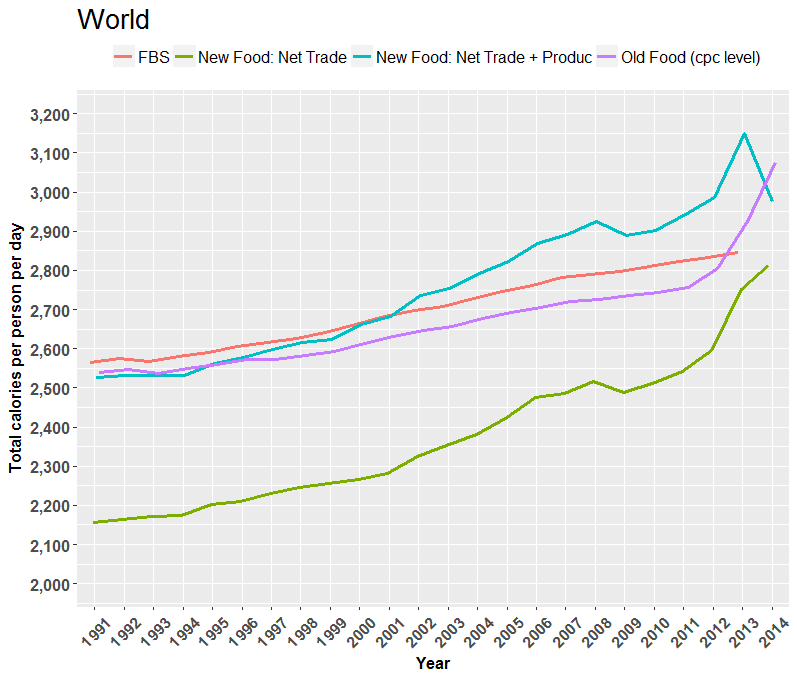 World
FBS New Food: Net Trade New Food: Net Trade + Produc Old Food (cpc level)
3,200
3,100
3,000
2,900
2,800
2,700
2,600
2,500
2,400
2,300
2,200
2,100
2,000
Total calories per person per day
1991 1992 1993 1994 1995 1996 1997 1998 1999 2000 2001 2002 2003 2004 2005 2006 2007 2008 2009 2010 2011 2012 2013 2014
Year